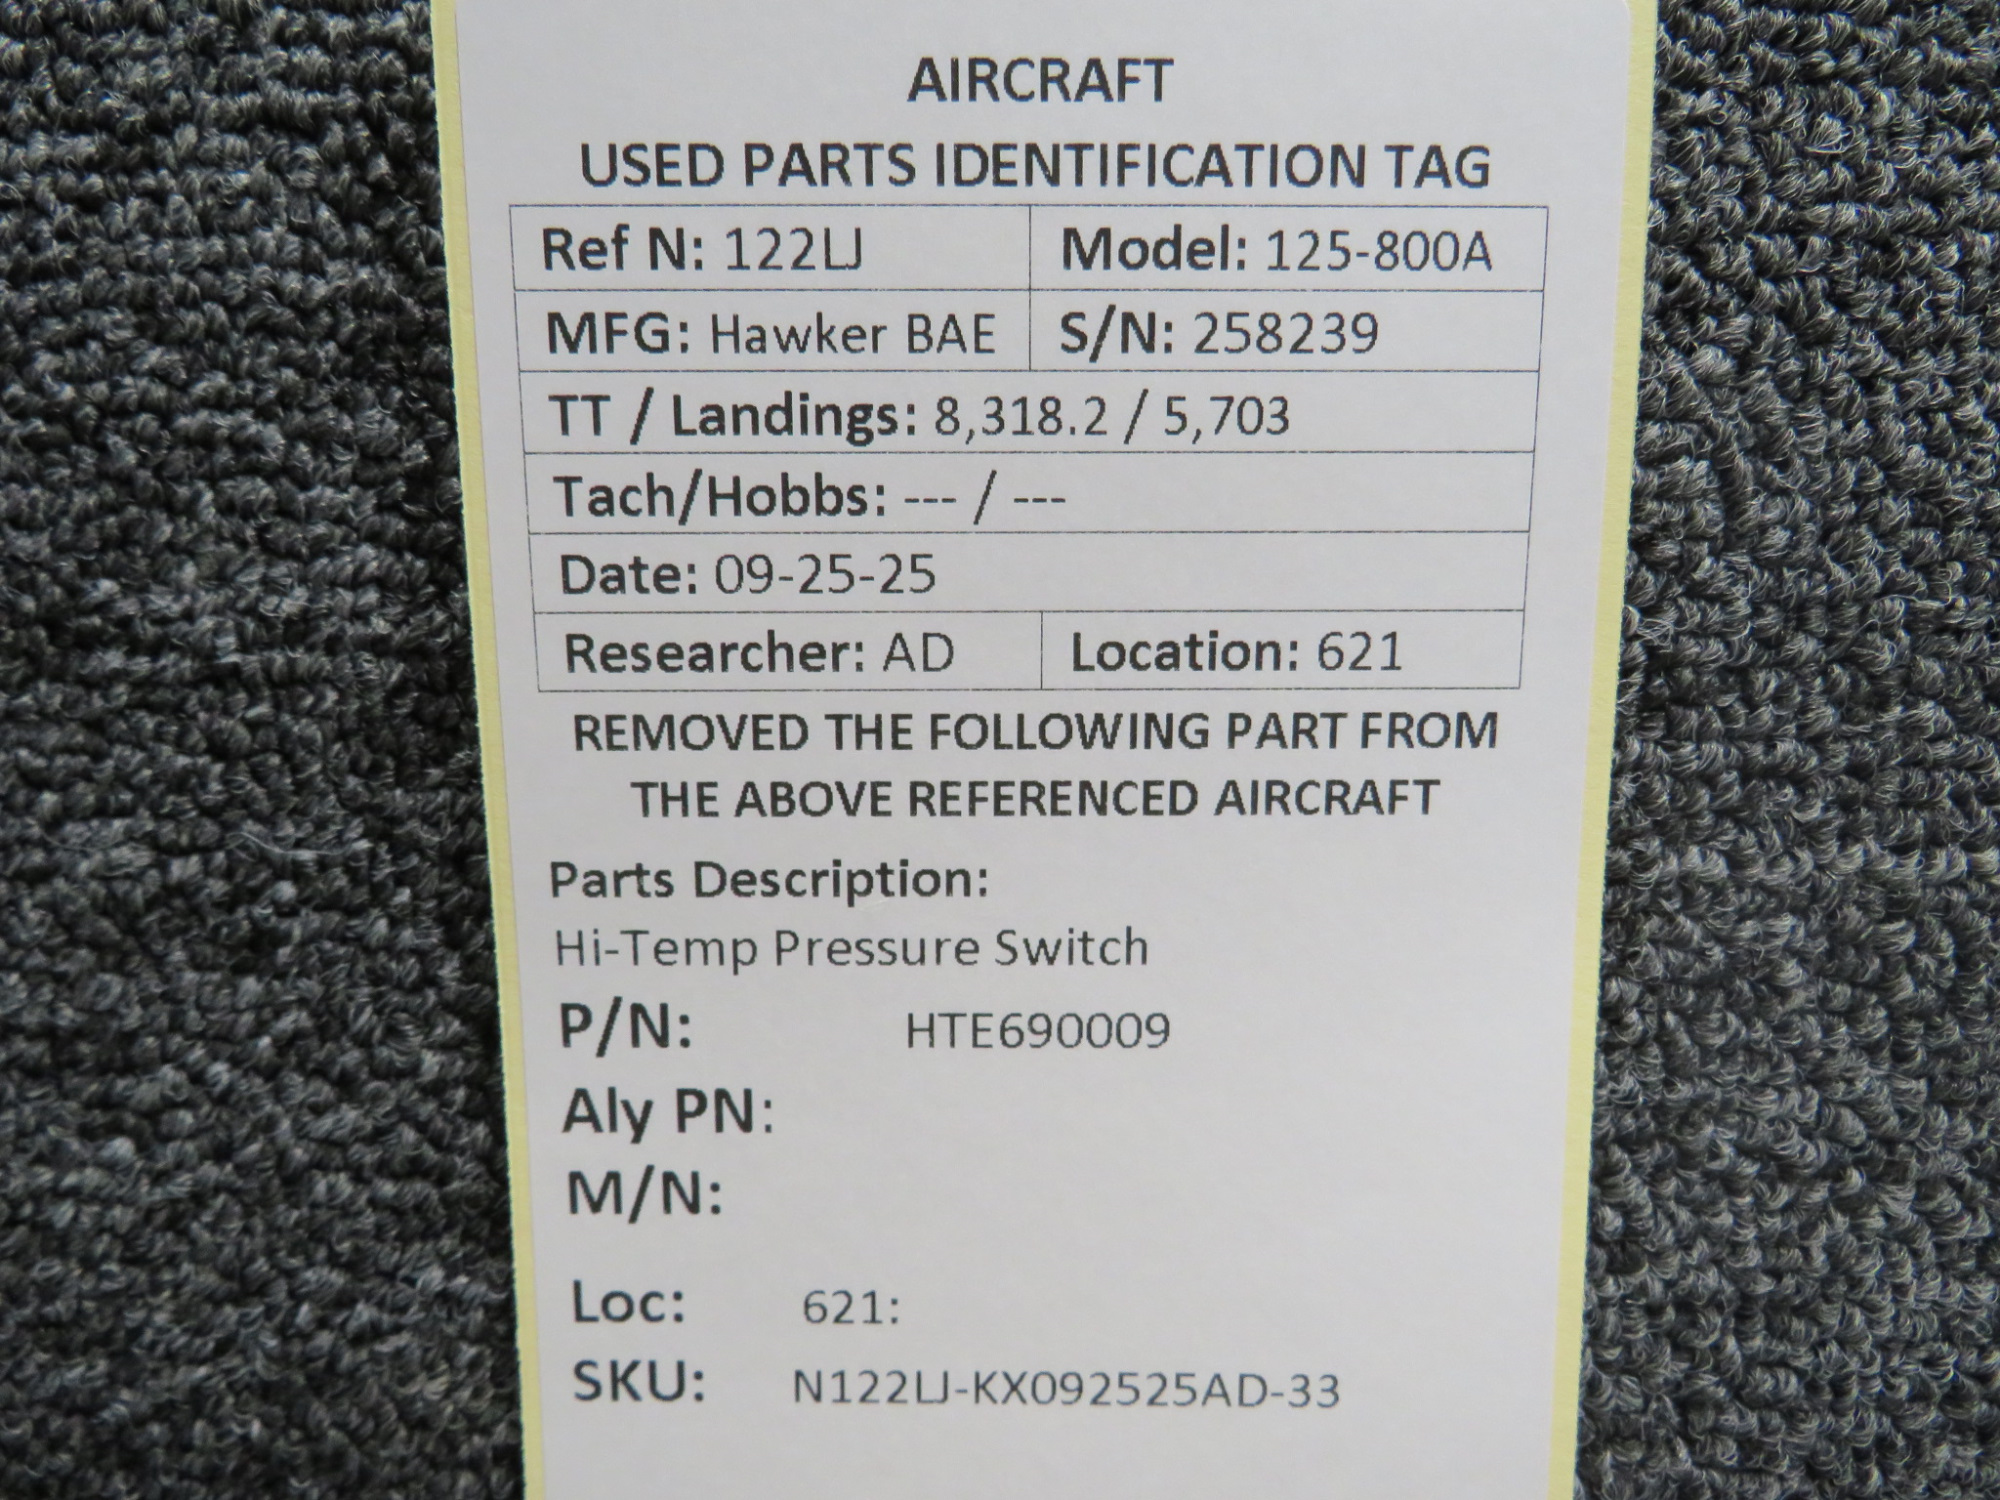 AIRCRAFT
USED PARTS IDENTIFICATION TAG
Ref N: 122LJ Model: 125-800A
MFG: Hawker BAE S/N: 258239
TT / Landings: 8,318.2 / 5,703
Tach/Hobbs: --- / ---
Date: 09-25-25
Researcher: AD Location: 621
REMOVED THE FOLLOWING PART FROM
THE ABOVE REFERENCED AIRCRAFT
Parts Description:
Hi-Temp Pressure Switch
P/N: HTE690009
Aly PN:
M/N:
Loc: 621:
SKU: N122LJ-KX092525AD-33